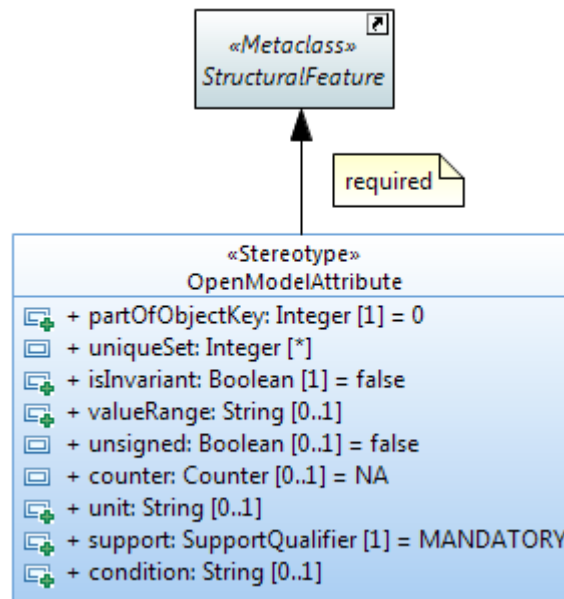 «Metaclass»
StructuralFeature
required
«Stereotype»
OpenModelAttribute
+ partOfObjectKey: Integer [1] = 0
+ uniqueSet: Integer [*]
+ isInvariant: Boolean [1] = false
+ valueRange: String [0..1]
+ unsigned: Boolean [0..1] = false
+ counter: Counter [0..1] = NA
+ unit: String [0..1]
+ support: SupportQualifier [1] = MANDATORY
+ condition: String [0..1]